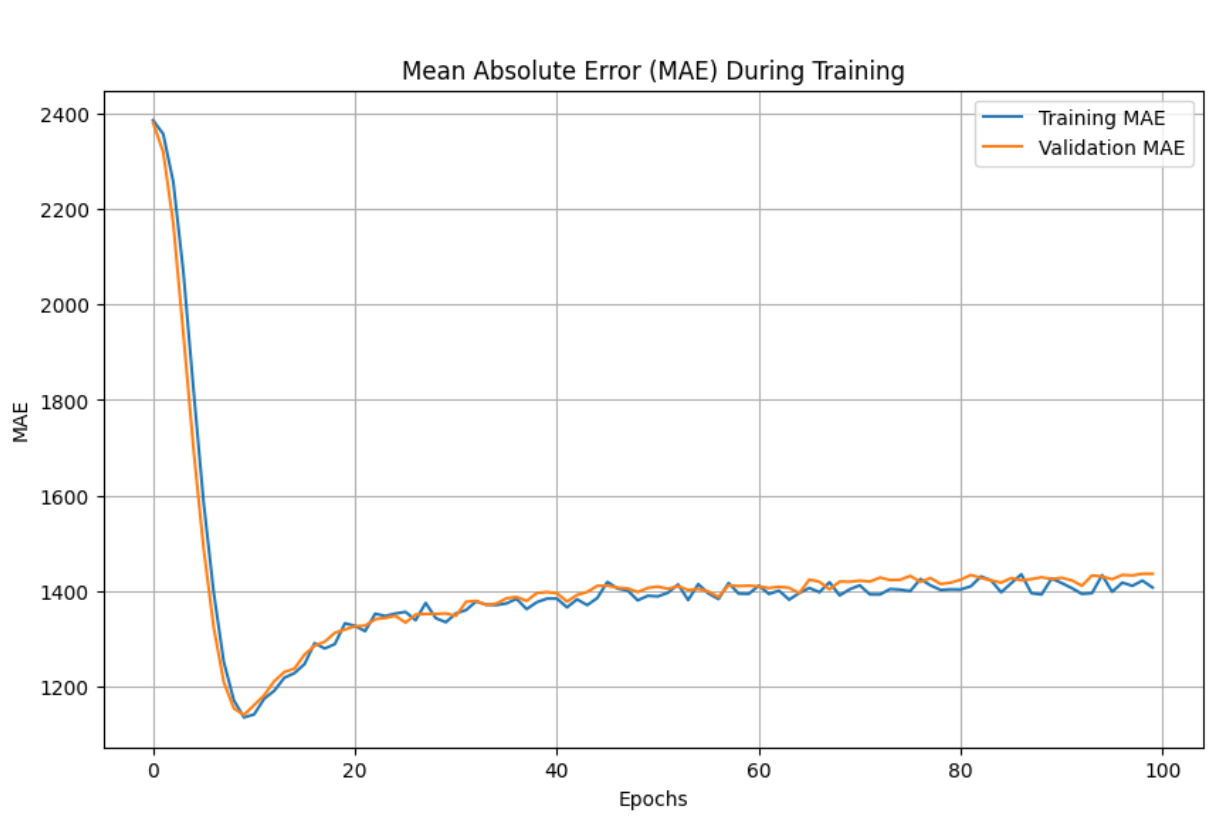 Mean Absolute Error (MAE) During Training
Training MAE
Validation MAE
2400
2200
2000
1800
1600
1400
1200
MAE
0 20 40 60 80 100
Epochs